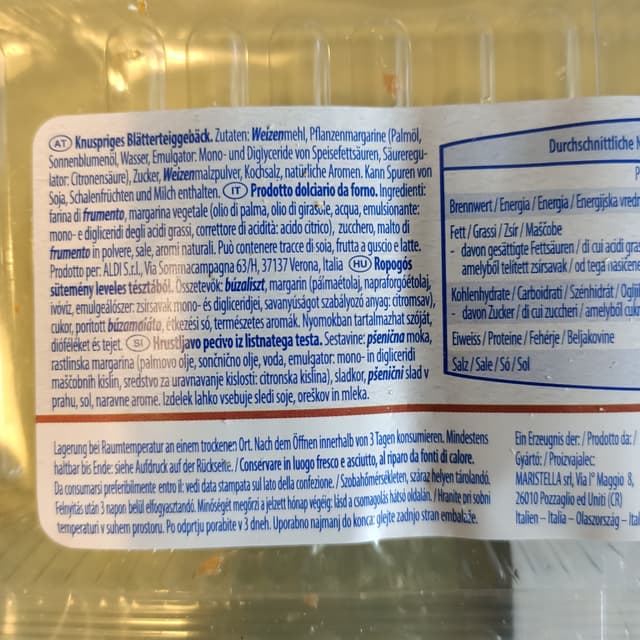 AT Knuspriges Blätterteiggebäck. Zutaten: Weizenmehl, Pflanzenmargarine (Palmöl,
Sonnenblumenöl, Wasser, Emulgator: Mono- und Diglyceride von Speisefettsäuren, Säureregu-
lator: Citronensäure), Zucker, Weizenmalzpulver, Kochsalz, natürliche Aromen. Kann Spuren von
Soja, Schalenfrüchten und Milch enthalten. IT Prodotto dolciario da forno. Ingredienti:
farina di frumento, margarina vegetale (olio di palma, olio di girasole, acqua, emulsionante:
mono- e digliceridi degli acidi grassi, correttore di acidità: acido citrico), zucchero, malto di
frumento in polvere, sale, aromi naturali. Può contenere tracce di soia, frutta a guscio e latte.
Prodotto per: ALDI S.r.l., Via Sommacampagna 63/H, 37137 Verona, Italia HU Ropogós
sütemény leveles tésztából. Összetevők: búzaliszt, margarin (pálmaolaj, napraforgóolaj,
ivóvíz, emulgeálószer: zsírsavak mono- és digliceridjei, savanyúságot szabályozó anyag: citromsav),
cukor, porított búzamaláta, étkezési só, természetes aromák. Nyomokban tartalmazhat szóját,
dióféléket és tejet. SI Hrustljavo pecivo iz listnatega testa. Sestavine: pšenična moka,
rastlinska margarina (palmovo olje, sončnično olje, voda, emulgator: mono- in digliceridi
maščobnih kislin, sredstvo za uravnavanje kislosti: citronska kislina), sladkor, pšenični slad v
prahu, sol, naravne arome. Izdelek lahko vsebuje sledi soje, oreškov in mleka.
Durchschnittliche
Brennwert / Energia / Energia / Energijska
Fett / Grassi / Zsír / Maščobe
- davon gesättigte Fettsäuren / di cui acidi
amelyből telített zsírsavak / od tega nasičene
Kohlenhydrate / Carboidrati / Szénhidrát /
- davon Zucker / di cui zuccheri / amelyből
Eiweiss / Proteine / Fehérje / Beljakovine
Salz / Sale / Só / Sol
Lagerung bei Raumtemperatur an einem trockenen Ort. Nach dem Öffnen innerhalb von 3 Tagen konsumieren. Mindestens
haltbar bis Ende: siehe Aufdruck auf der Rückseite. / Conservare in luogo fresco e asciutto, al riparo da fonti di calore.
Da consumarsi preferibilmente entro il: vedi data stampata sul lato della confezione. / Szobahőmérsékleten, száraz helyen tárolandó.
Felnyitás után 3 napon belül elfogyasztandó. Minőségét megőrzi a jelzett hónap végéig: lásd a csomagolás hátsó oldalán. / Hraniti pri sobni
temperaturi v suhem prostoru. Po odprtju porabite v 3 dneh. Uporabno najmanj do konca: glejte zadnjo stran embalaže.
Ein Erzeugnis der: / Prodotto da: /
Gyártó: / Proizvajalec:
MARISTELLA srl, Via I° Maggio 8,
26010 Pozzaglio ed Uniti (CR)
Italien – Italia – Olaszország –